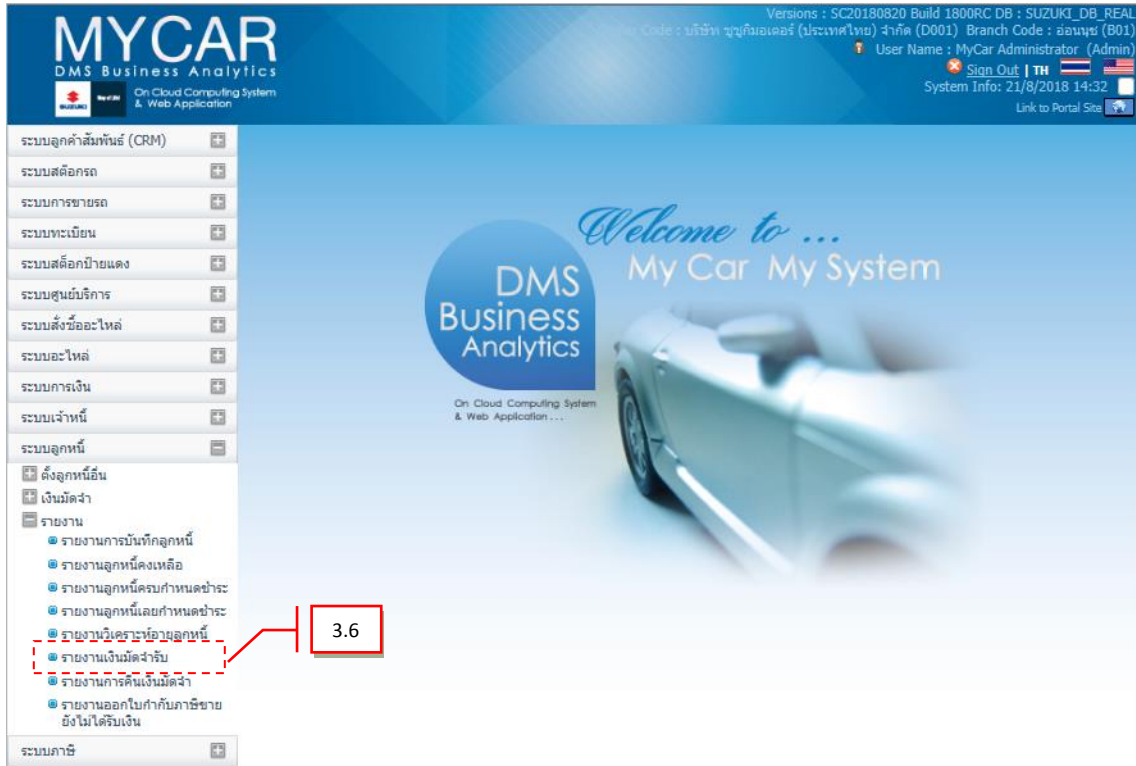 MYCAR
DMS Business Analytics
SUZUKI
On Cloud Computing System
& Web Application
Versions : SC20180820 Build 1800RC DB : SUZUKI_DB_REAL
Code : บริษัท ซูซูกิมอเตอร์ (ประเทศไทย) จำกัด (D001) Branch Code : อ่อนนุช (B01)
User Name : MyCar Administrator (Admin)
Sign Out | TH
System Info: 21/8/2018 14:32
Link to Portal Site
ระบบลูกค้าสัมพันธ์ (CRM)
ระบบสต๊อกรถ
ระบบการขายรถ
ระบบทะเบียน
ระบบสต็อกป้ายแดง
ระบบศูนย์บริการ
ระบบสั่งซื้ออะไหล่
ระบบอะไหล่
ระบบการเงิน
ระบบเจ้าหนี้
ระบบลูกหนี้
ตั้งลูกหนี้อื่น
เงินมัดจำ
รายงาน
รายงานการบันทึกลูกหนี้
รายงานลูกหนี้คงเหลือ
รายงานลูกหนี้ครบกำหนดชำระ
รายงานลูกหนี้เลยกำหนดชำระ
รายงานวิเคราะห์อายุลูกหนี้
รายงานเงินมัดจำรับ
รายงานการคืนเงินมัดจำ
รายงานออกใบกำกับภาษีขาย
ยังไม่ได้รับเงิน
ระบบภาษี
3.6
Welcome to ...
My Car My System
DMS
Business
Analytics
On Cloud Computing System
& Web Application ...